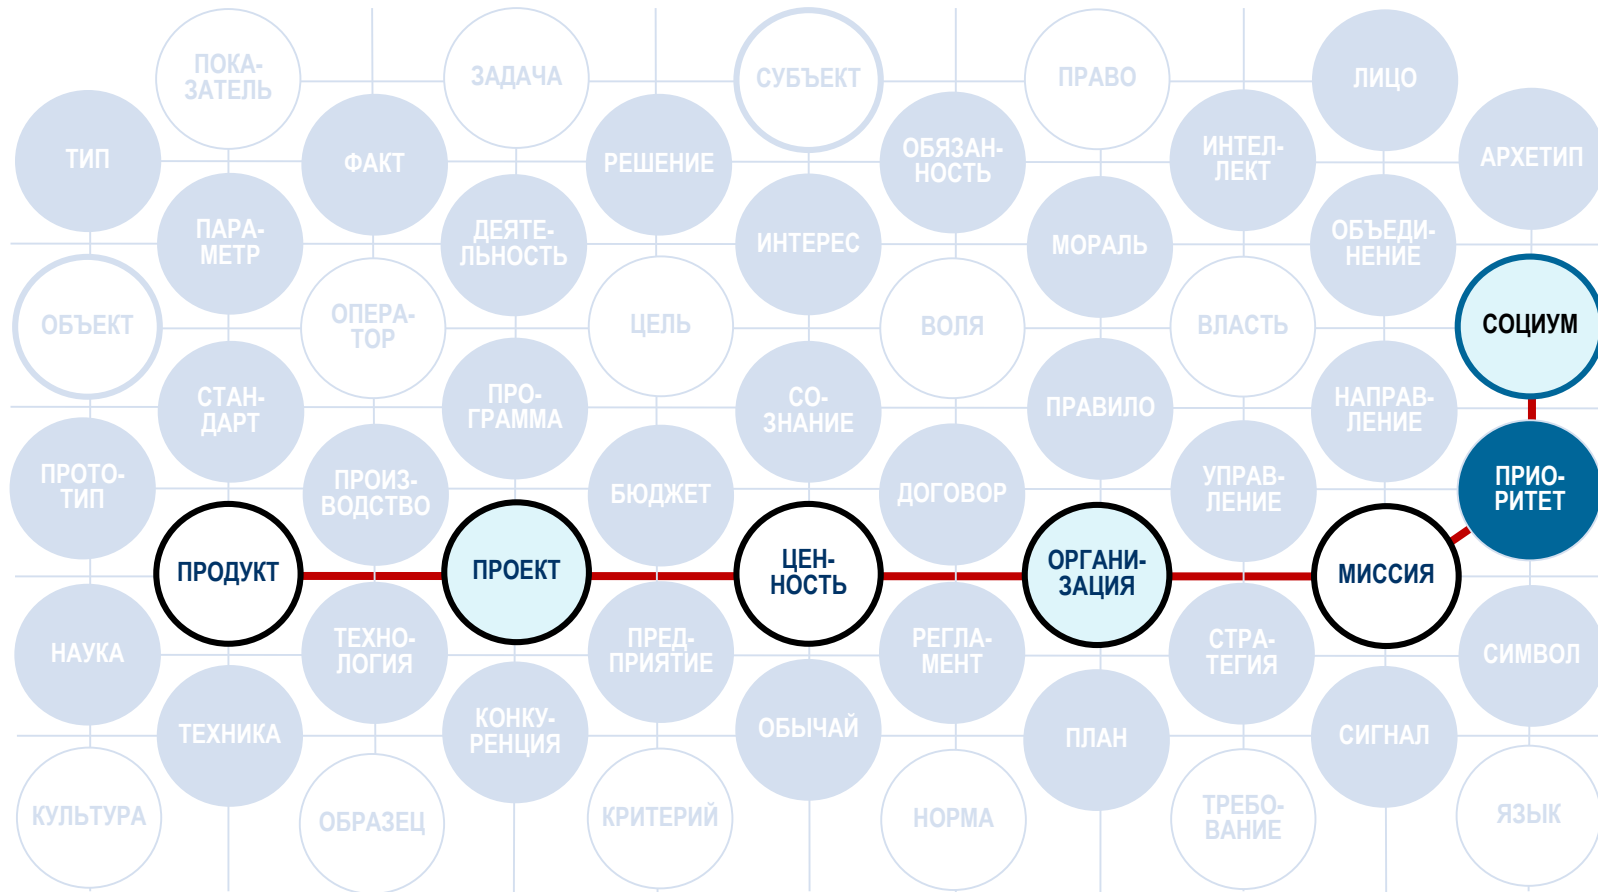 ПОКА-
ЗАТЕЛЬ
ЗАДАЧА
СУБЪЕКТ
ПРАВО
ЛИЦО
ТИП
ФАКТ
РЕШЕНИЕ
ОБЯЗАН-
НОСТЬ
ИНТЕЛ-
ЛЕКТ
АРХЕТИП
ПАРА-
МЕТР
ДЕЯТЕ-
ЛЬНОСТЬ
ИНТЕРЕС
МОРАЛЬ
ОБЪЕДИ-
НЕНИЕ
ОБЪЕКТ
ОПЕРА-
ТОР
ЦЕЛЬ
ВОЛЯ
ВЛАСТЬ
СОЦИУМ
СТАН-
ДАРТ
ПРО-
ГРАММА
СО-
ЗНАНИЕ
ПРАВИЛО
НАПРАВ-
ЛЕНИЕ
ПРОТО-
ТИП
ПРОИЗ-
ВОДСТВО
БЮДЖЕТ
ДОГОВОР
УПРАВ-
ЛЕНИЕ
ПРИО-
РИТЕТ
ПРОДУКТ
ПРОЕКТ
ЦЕН-
НОСТЬ
ОРГАНИ-
ЗАЦИЯ
МИССИЯ
НАУКА
ТЕХНО-
ЛОГИЯ
ПРЕД-
ПРИЯТИЕ
РЕГЛА-
МЕНТ
СТРА-
ТЕГИЯ
СИМВОЛ
ТЕХНИКА
КОНКУ-
РЕНЦИЯ
ОБЫЧАЙ
ПЛАН
СИГНАЛ
КУЛЬТУРА
ОБРАЗЕЦ
КРИТЕРИЙ
НОРМА
ТРЕБО-
ВАНИЕ
ЯЗЫК